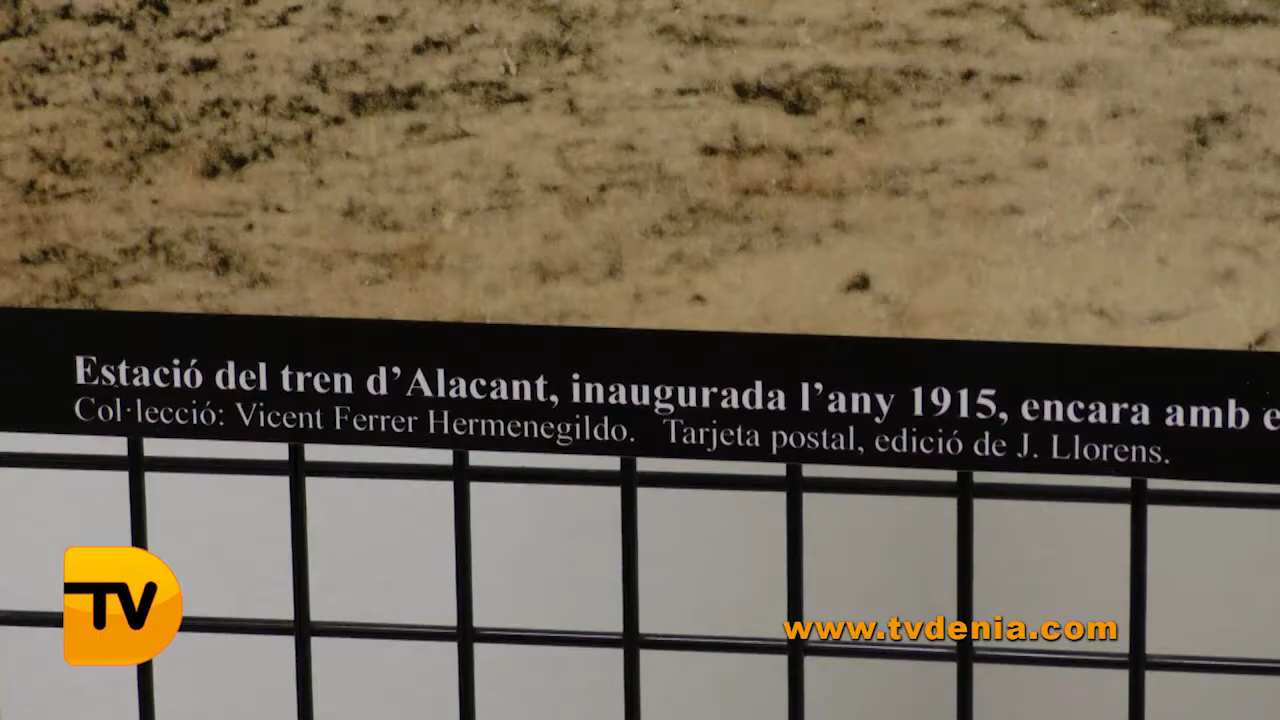 Estació del tren d’Alacant, inaugurada l’any 1915, encara amb
Col·lecció: Vicent Ferrer Hermenegildo. Tarjeta postal, edició de J. Llorens.
TV
www.tvdenia.com